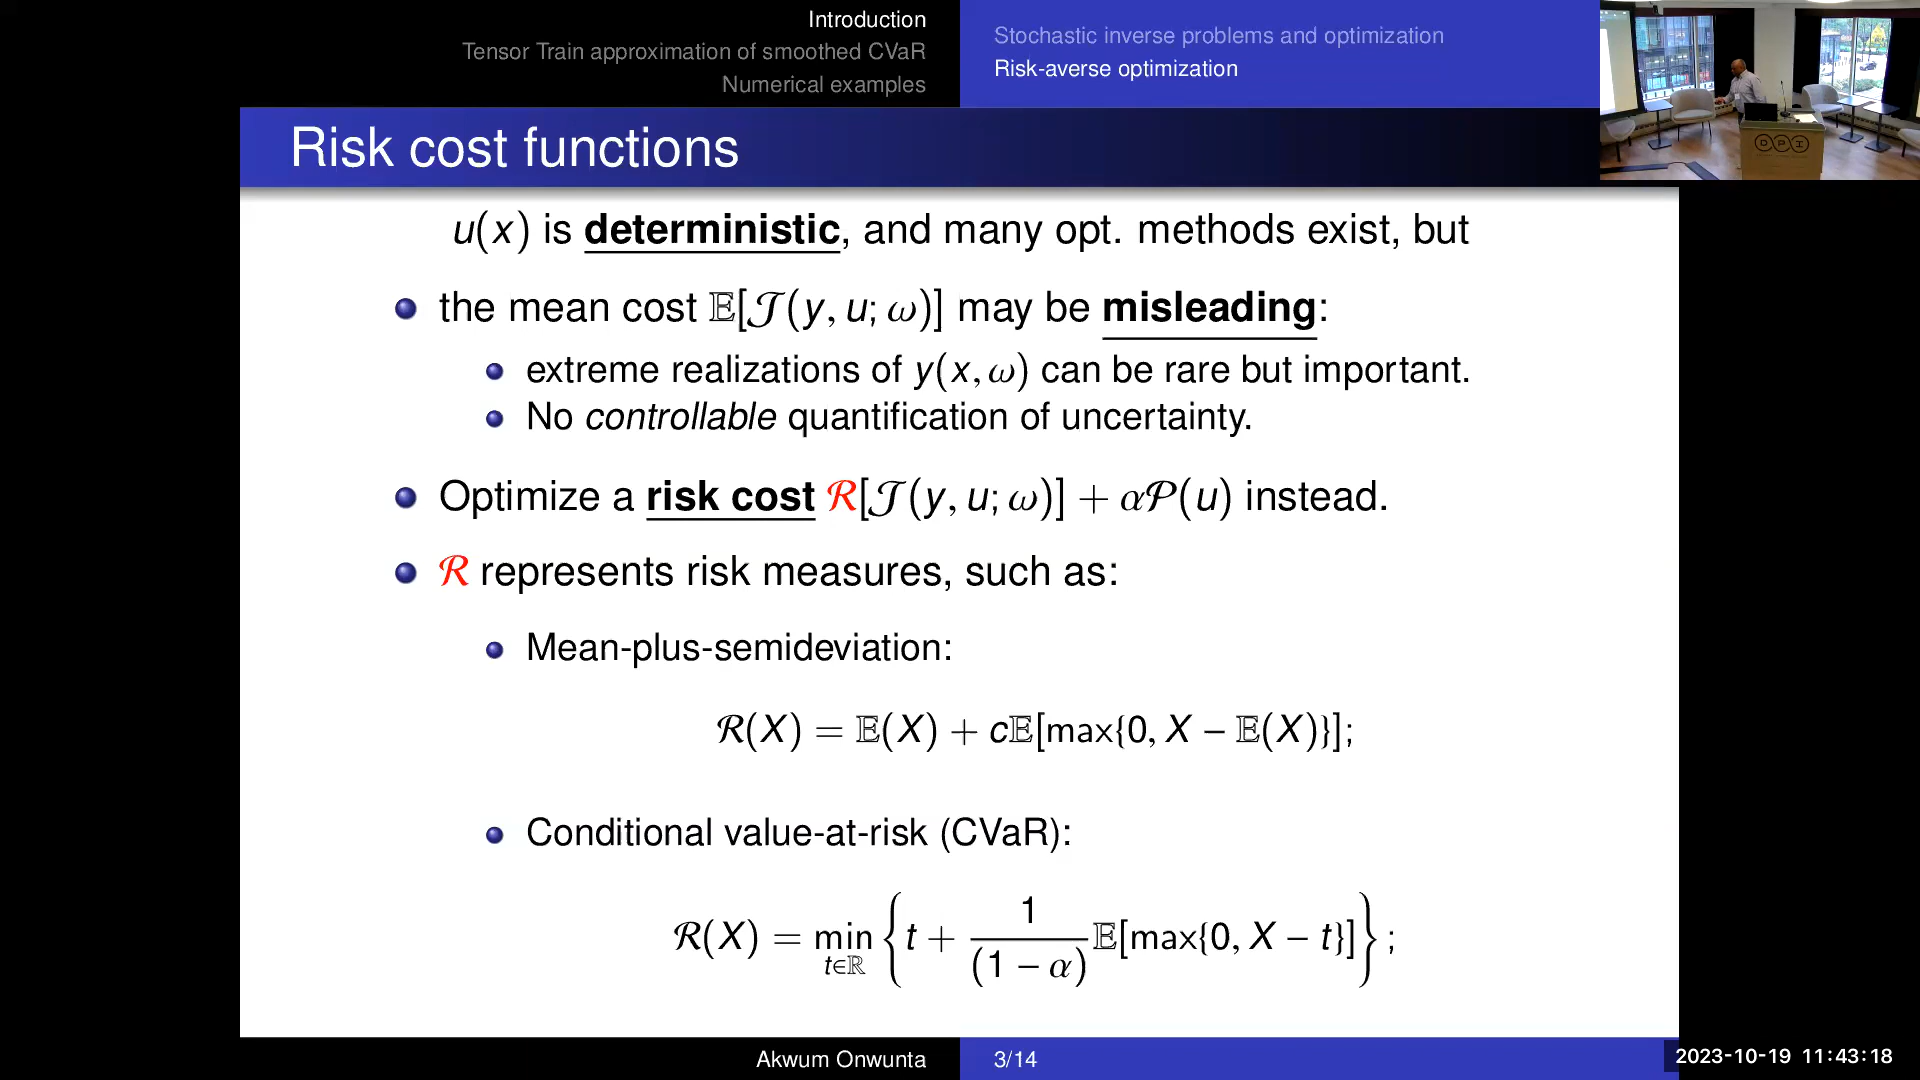 Introduction
Tensor Train approximation of smoothed CVaR
Numerical examples
Stochastic inverse problems and optimization
Risk-averse optimization
Risk cost functions
u(x) is deterministic, and many opt. methods exist, but
the mean cost 𝔼[𝒥(y, u; ω)] may be misleading:
extreme realizations of y(x, ω) can be rare but important.
No controllable quantification of uncertainty.
Optimize a risk cost ℛ[𝒥(y, u; ω)] + α𝒫(u) instead.
ℛ represents risk measures, such as:
Mean-plus-semideviation:
ℛ(X) = 𝔼(X) + c𝔼[max{0, X − 𝔼(X)}];
Conditional value-at-risk (CVaR):
ℛ(X) = min_{t∈ℝ} { t + 1/(1 − α) 𝔼[max{0, X − t}] };
Akwum Onwunta
3/14
2023-10-19 11:43:18
DPI